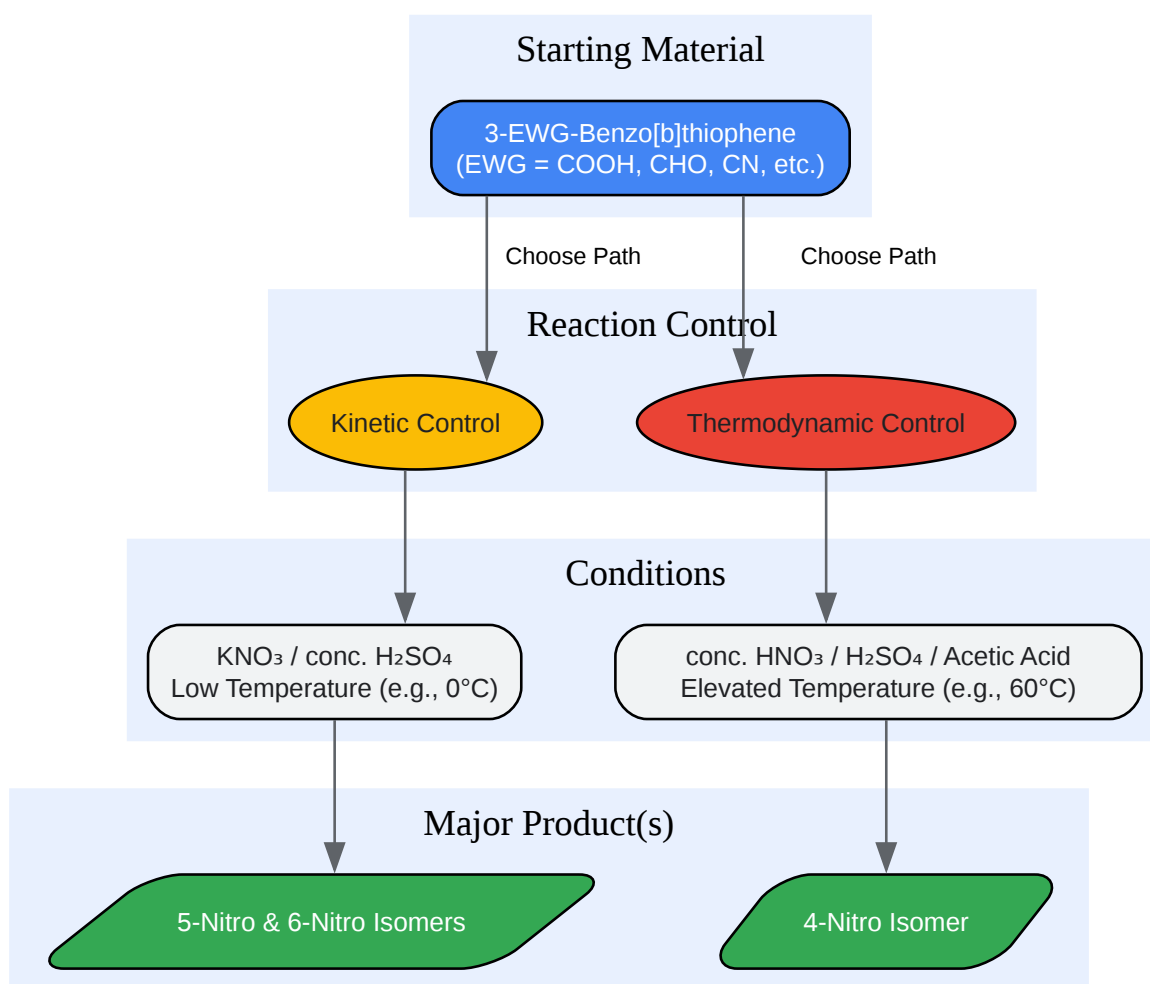 Starting Material
3-EWG-Benzo[b]thiophene
(EWG = COOH, CHO, CN, etc.)
Choose Path
Choose Path
Reaction Control
Kinetic Control
Thermodynamic Control
Conditions
KNO₃ / conc. H₂SO₄
Low Temperature (e.g., 0°C)
conc. HNO₃ / H₂SO₄ / Acetic Acid
Elevated Temperature (e.g., 60°C)
Major Product(s)
5-Nitro & 6-Nitro Isomers
4-Nitro Isomer